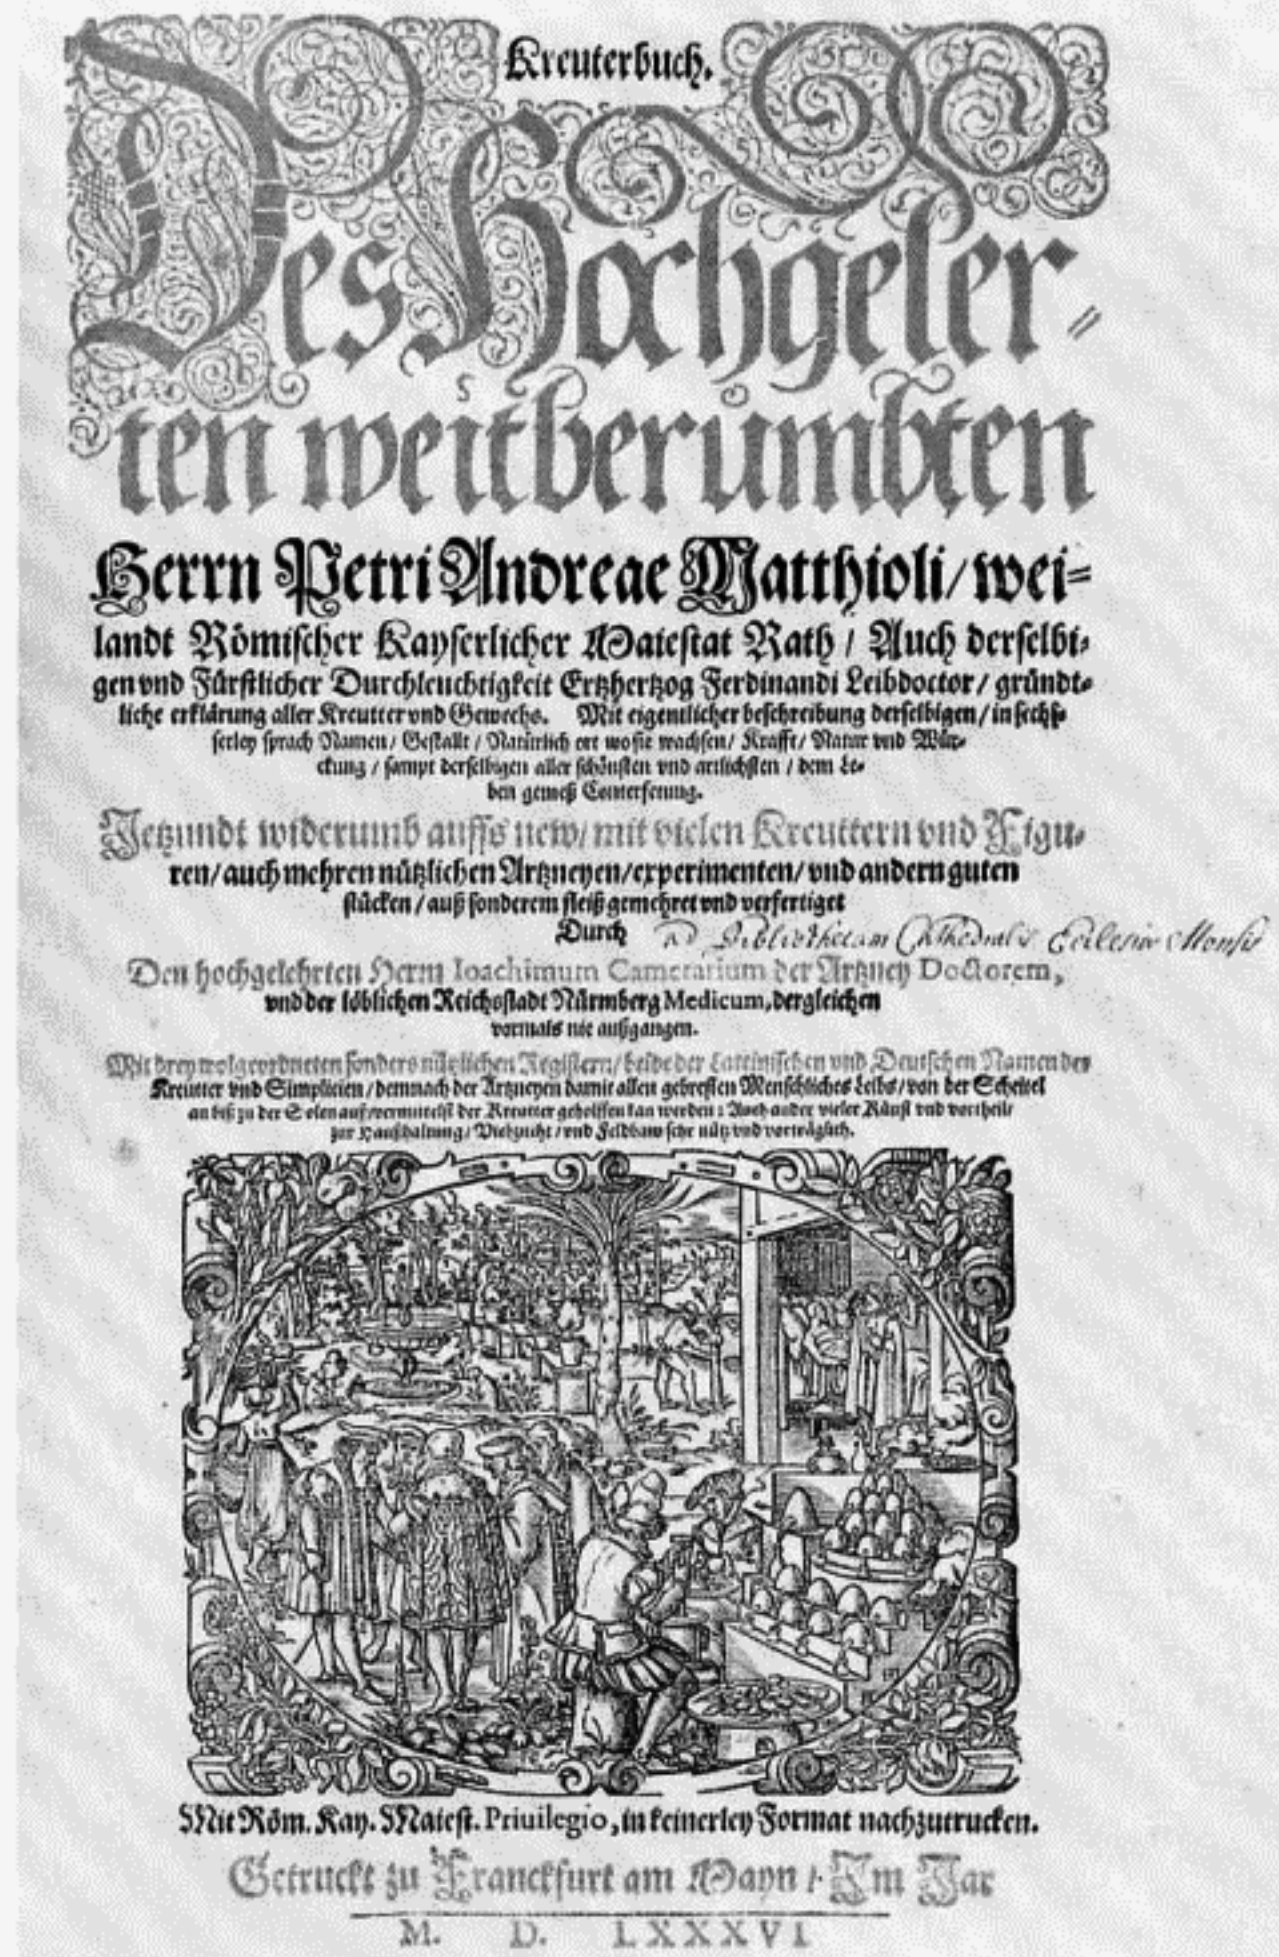 Kreuterbuch.
Des Hochgeler-
ten weitberumbten
Herrn Petri Andreae Matthioli/ wei-
landt Römischer Kayserlicher Maiestat Rath / Auch derselbi-
gen vnd Fürstlicher Durchleuchtigkeit Ertzhertzog Ferdinandi Leibdoctor / gründt-
liche erklärung aller Kreutter vnd Gewechs. Mit eigentlicher beschreibung derselbigen / in sechs-
serley sprach Namen / Gestallt / Natürlich ort wo sie wachsen / Krafft / Natur vnd Wür-
ckung / sampt derselbigen aller schönsten vnd artlichsten / dem Le-
ben gemeß Conterfetung.
Jetzundt widerumb auffs new / mit vielen Kreuttern vnd Figu-
ren / auch mehren nützlichen Artzneyen / experimenten / vnd andern guten
stücken / auß sonderem fleiß gemehret vnd verfertiget
Durch
ad Bibliothecam Cathedralis Ecclesiae
Den hochgelehrten Herrn Ioachimum Camerarium der Artzney Doctorem,
vnd der löblichen Reichsstadt Nürmberg Medicum, dergleichen
vormals nie außgangen.
Mit drey wolgeordneten sonders nützlichen Registern / beide der Lateinischen vnd Deutschen Namen der
Kreutter vnd Simplicien / demnach der Artzneyen damit allen gebresten Menschliches Leibs / von der Scheitel
an biß zu der Solen auf vermittelst der Kreutter geholffen kan werden: Auch ander vieler Künst vnd vortheil /
zur Haußhaltung / Viehzucht / vnd Feldbaw sehr nütz vnd vorträglich.
Mit Röm. Kay. Maiest. Priuilegio, in keinerley Format nachzutrucken.
Getruckt zu Franckfurt am Mayn / Im Jar
M. D. LXXXVI